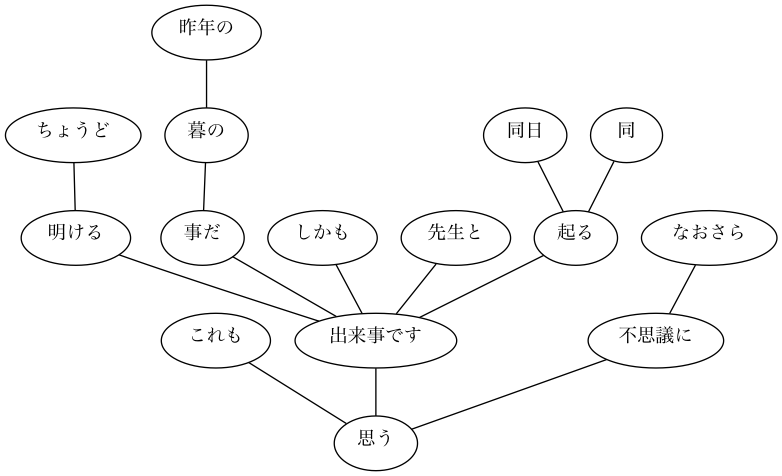 昨年の
ちょうど 暮の 同日 同
明ける 事だ しかも 先生と 起る なおさら
これも 出来事です 不思議に
思う